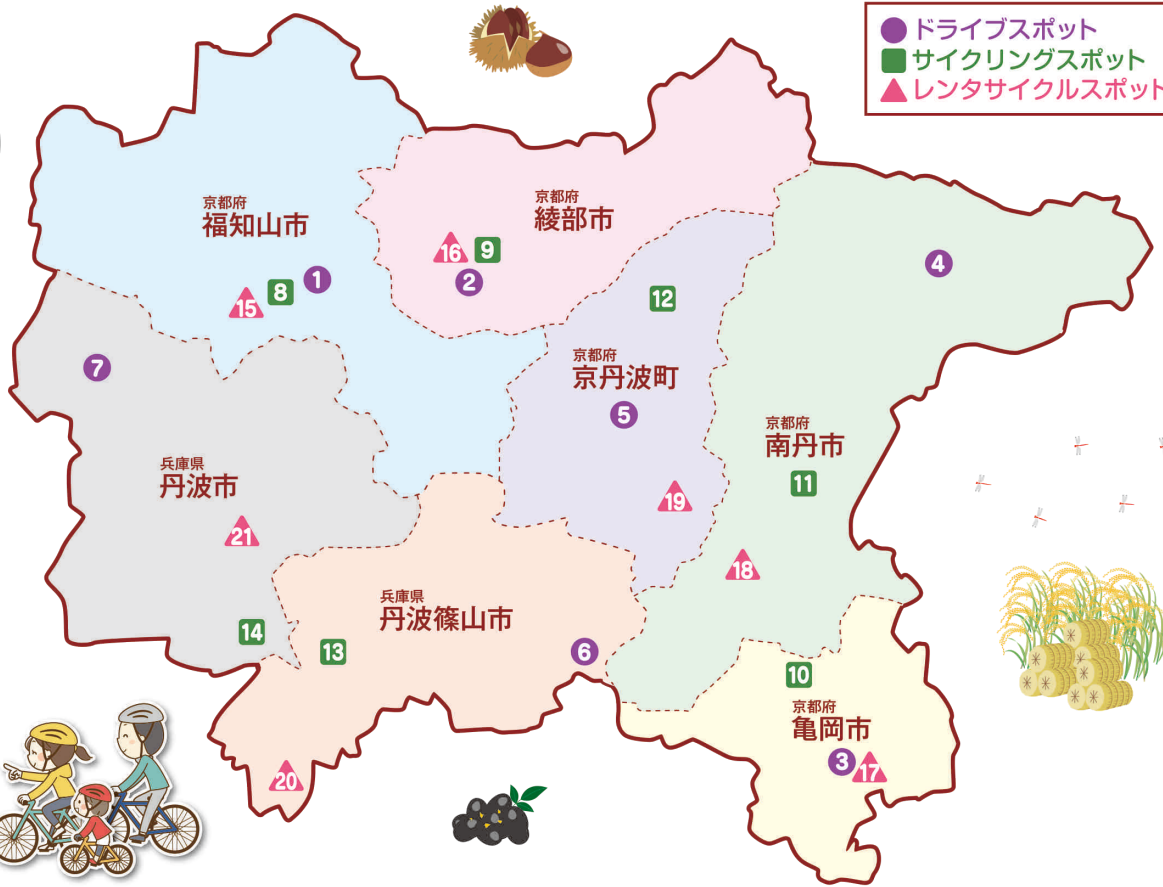 ドライブスポット
サイクリングスポット
レンタサイクルスポット
京都府
福知山市
京都府
綾部市
16
9
2
4
1
8
15
12
7
京都府
京丹波町
5
京都府
南丹市
11
兵庫県
丹波市
19
21
18
兵庫県
丹波篠山市
14
13
6
10
京都府
亀岡市
3
17
20